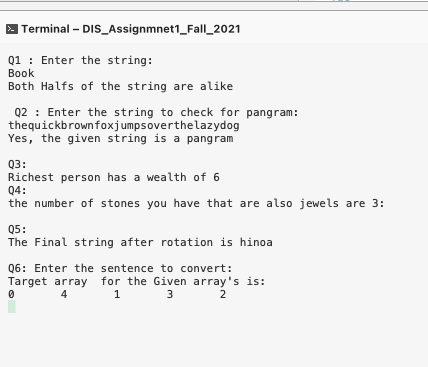 Terminal – DIS_Assignmnet1_Fall_2021
Q1 : Enter the string:
Book
Both Halfs of the string are alike
Q2 : Enter the string to check for pangram:
thequickbrownfoxjumpsoverthelazydog
Yes, the given string is a pangram
Q3:
Richest person has a wealth of 6
Q4:
the number of stones you have that are also jewels are 3:
Q5:
The Final string after rotation is hinoa
Q6: Enter the sentence to convert:
Target array  for the Given array's is:
0 4 1 3 2